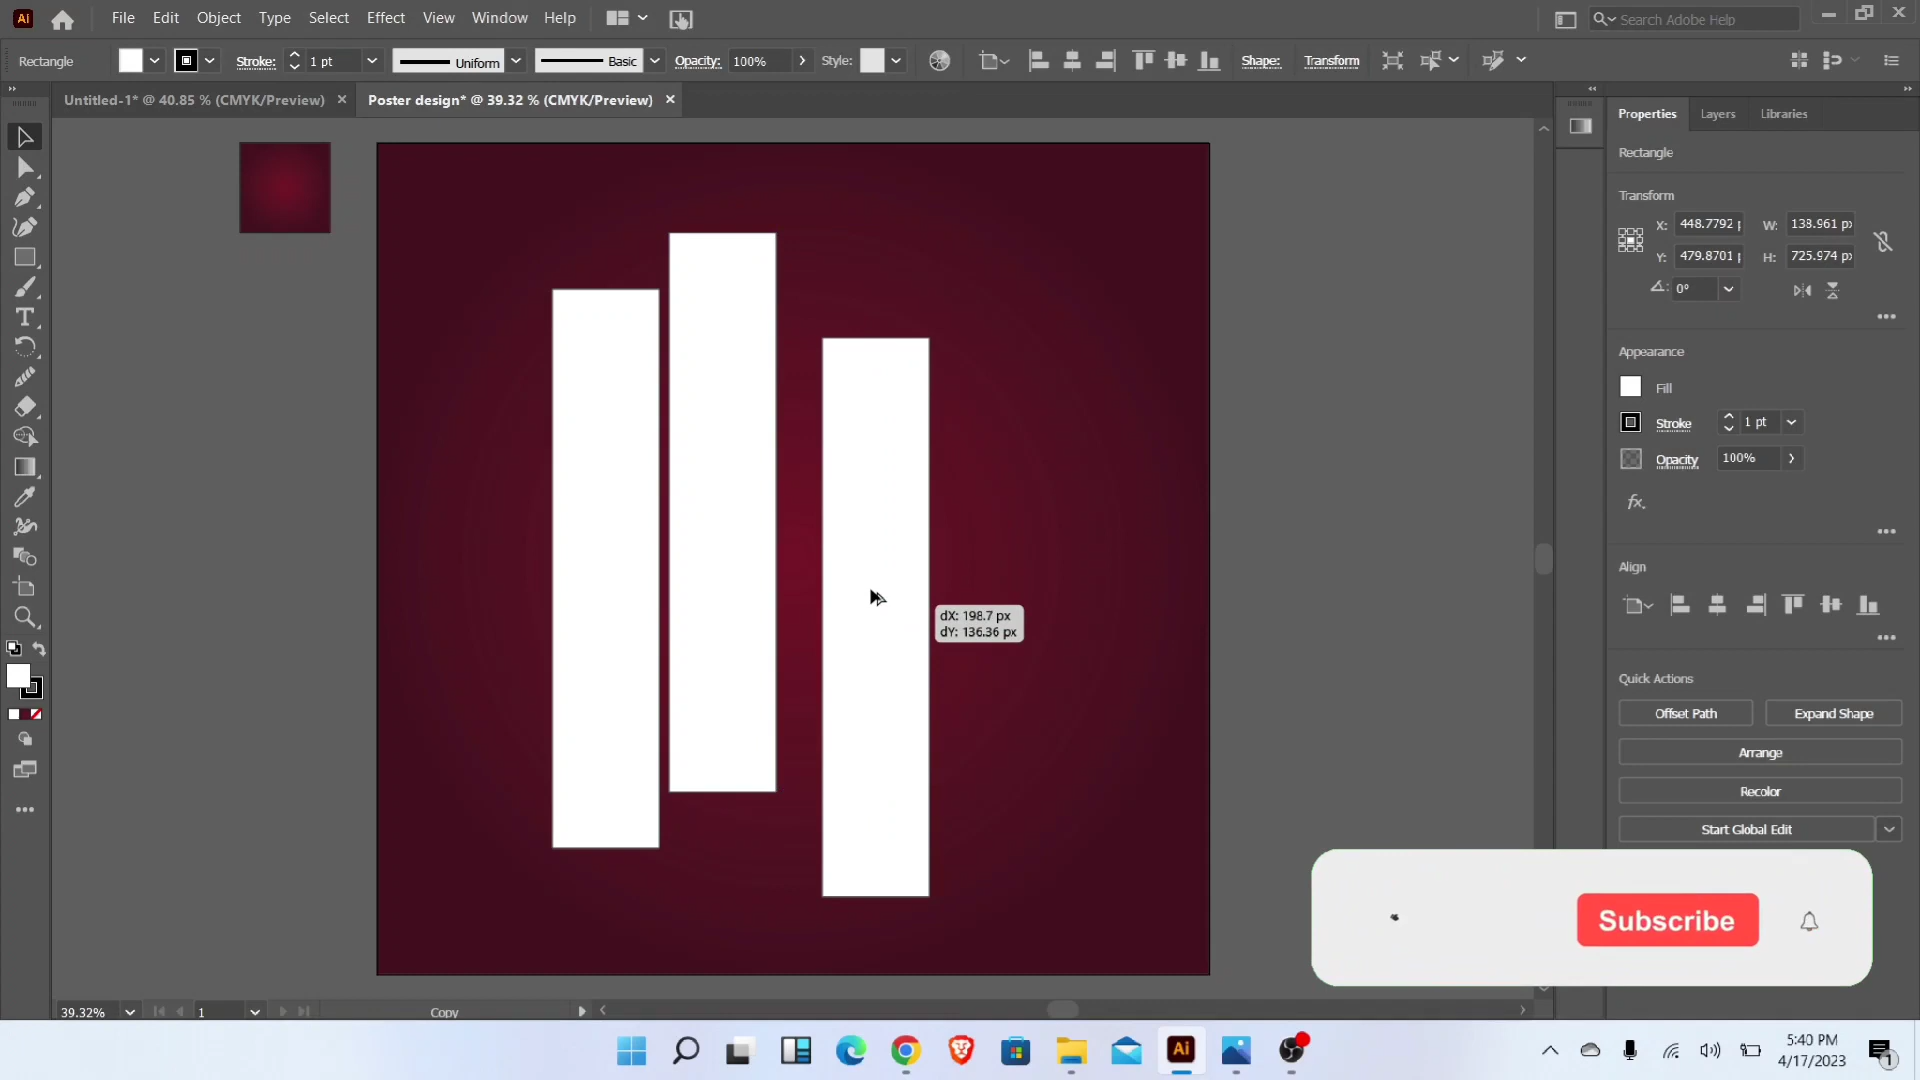 Ai File Edit Object Type Select Effect View Window Help Search Adobe Help
Rectangle Stroke: 1 pt Uniform Basic Opacity: 100% Style: Shape: Transform
Untitled-1* @ 40.85 % (CMYK/Preview) Poster design* @ 39.32 % (CMYK/Preview)
Properties Layers Libraries
Rectangle
Transform
X: 448.7792 W: 138.961 px
Y: 479.8701 H: 725.974 px
0°
Appearance
Fill
Stroke 1 pt
Opacity 100%
fx.
Align
dX: 198.7 px
dY: 136.36 px
Quick Actions
Offset Path Expand Shape
Arrange
Recolor
Start Global Edit
Subscribe
39.32% 1 Copy
Ai
5:40 PM
4/17/2023
1